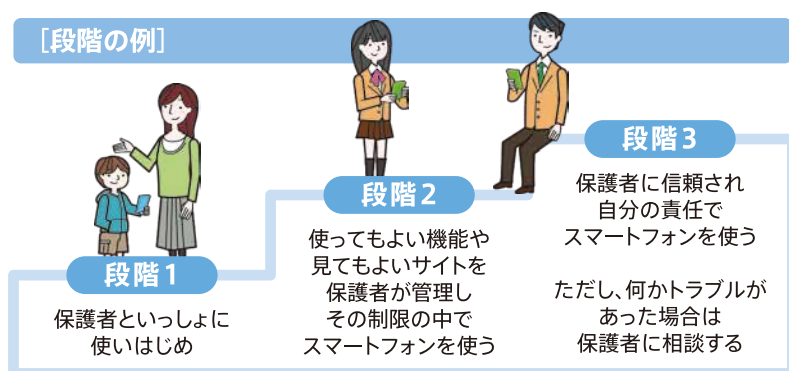 [段階の例]
段階1
保護者といっしょに
使いはじめ
段階2
使ってもよい機能や
見てもよいサイトを
保護者が管理し
その制限の中で
スマートフォンを使う
段階3
保護者に信頼され
自分の責任で
スマートフォンを使う
ただし、何かトラブルが
あった場合は
保護者に相談する